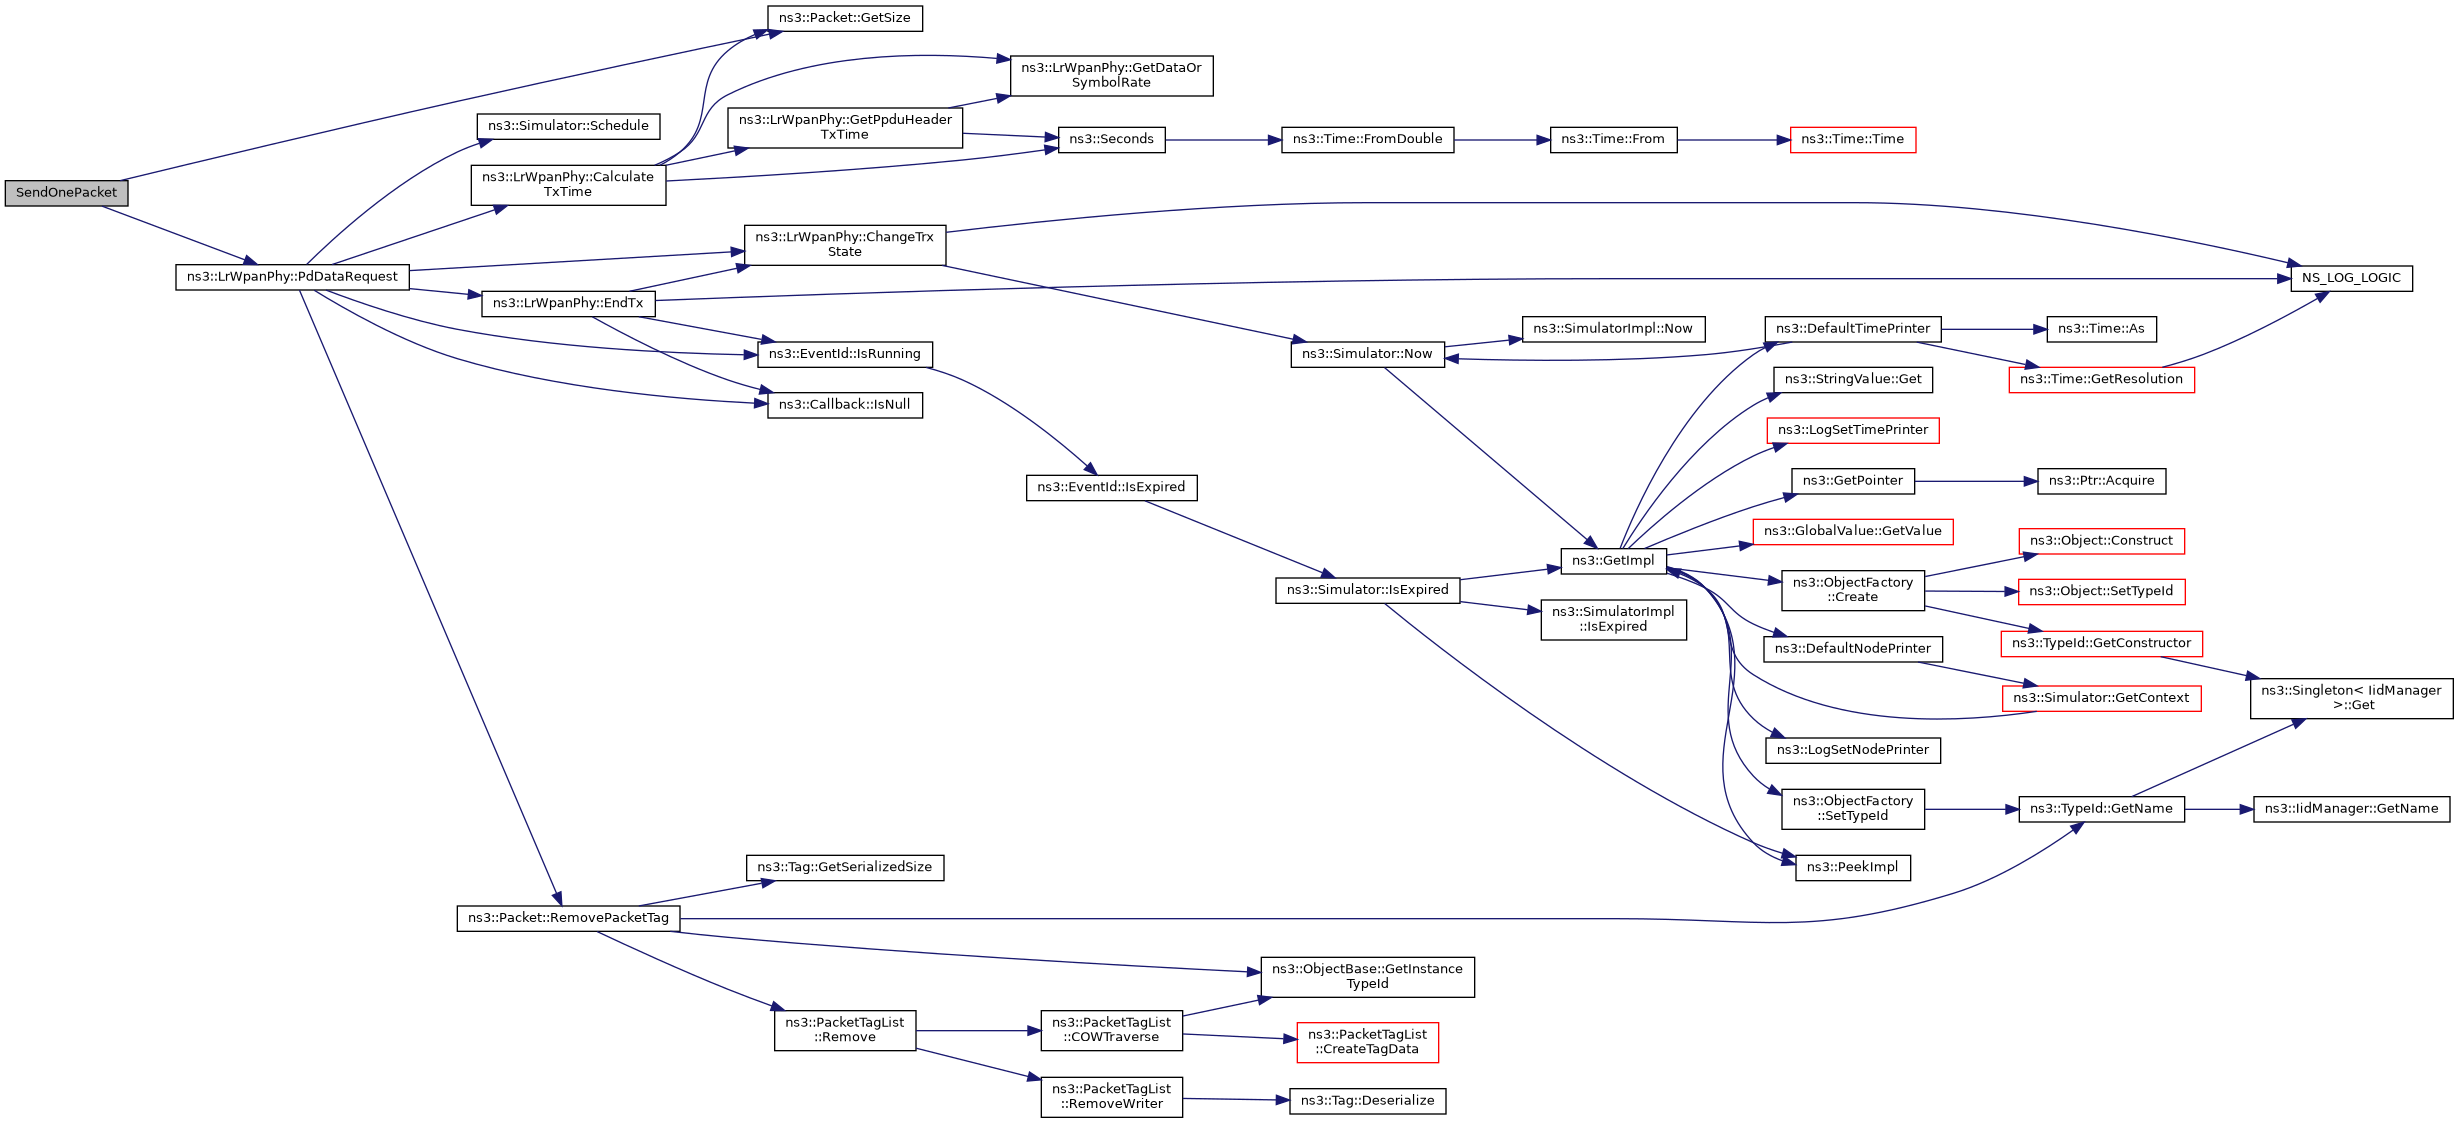 SendOnePacket
ns3::Packet::GetSize
ns3::LrWpanPhy::PdDataRequest
ns3::Simulator::Schedule
ns3::LrWpanPhy::Calculate
TxTime
ns3::LrWpanPhy::GetDataOr
SymbolRate
ns3::LrWpanPhy::GetPpduHeader
TxTime
ns3::Seconds
ns3::Time::FromDouble
ns3::Time::From
ns3::Time::Time
ns3::LrWpanPhy::ChangeTrx
State
ns3::LrWpanPhy::EndTx
NS_LOG_LOGIC
ns3::EventId::IsRunning
ns3::Callback::IsNull
ns3::Simulator::Now
ns3::SimulatorImpl::Now
ns3::DefaultTimePrinter
ns3::Time::As
ns3::Time::GetResolution
ns3::StringValue::Get
ns3::LogSetTimePrinter
ns3::GetPointer
ns3::Ptr::Acquire
ns3::EventId::IsExpired
ns3::GlobalValue::GetValue
ns3::GetImpl
ns3::ObjectFactory
::Create
ns3::Object::Construct
ns3::Object::SetTypeId
ns3::TypeId::GetConstructor
ns3::Simulator::IsExpired
ns3::SimulatorImpl
::IsExpired
ns3::DefaultNodePrinter
ns3::Simulator::GetContext
ns3::Singleton< IidManager
>::Get
ns3::LogSetNodePrinter
ns3::ObjectFactory
::SetTypeId
ns3::TypeId::GetName
ns3::IidManager::GetName
ns3::PeekImpl
ns3::Tag::GetSerializedSize
ns3::Packet::RemovePacketTag
ns3::ObjectBase::GetInstance
TypeId
ns3::PacketTagList
::Remove
ns3::PacketTagList
::COWTraverse
ns3::PacketTagList
::CreateTagData
ns3::PacketTagList
::RemoveWriter
ns3::Tag::Deserialize